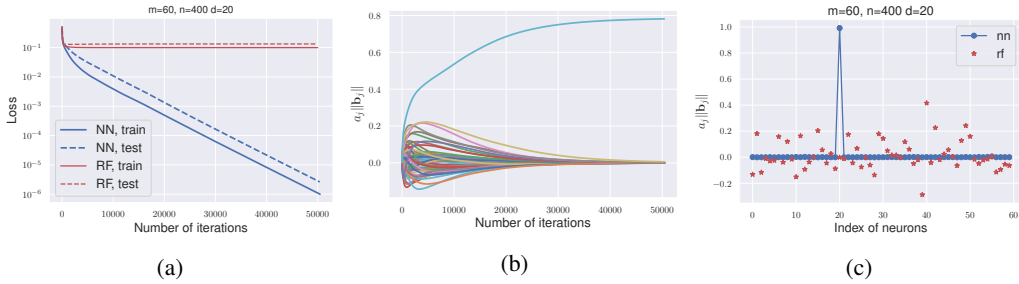 m=60, n=400 d=20
Loss
10⁻¹
10⁻²
10⁻³
10⁻⁴
10⁻⁵
10⁻⁶
NN, train
NN, test
RF, train
RF, test
0 10000 20000 30000 40000 50000
Number of iterations
(a)
a_j||b_j||
0.8
0.6
0.4
0.2
0.0
0 10000 20000 30000 40000 50000
Number of iterations
(b)
m=60, n=400 d=20
a_j||b_j||
1.0
0.8
0.6
0.4
0.2
0.0
−0.2
nn
rf
0 10 20 30 40 50 60
Index of neurons
(c)